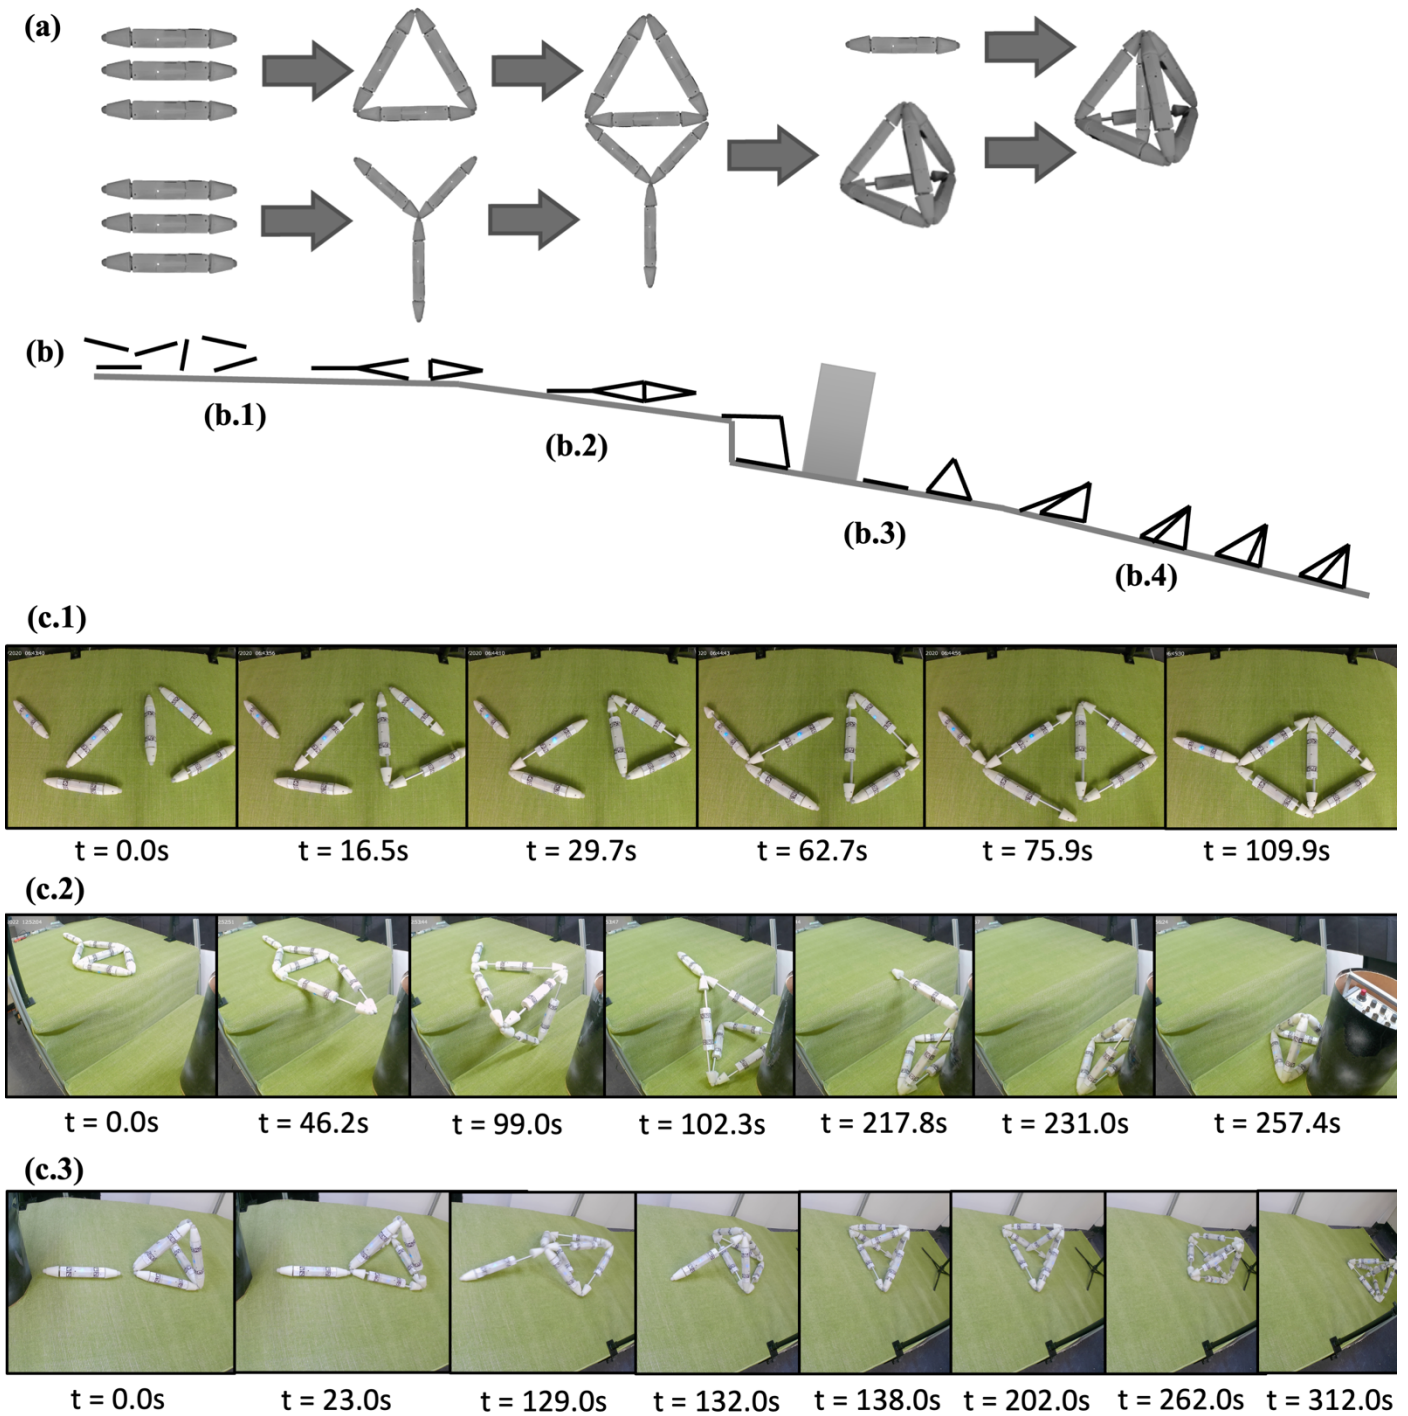 (a)
(b)
(b.1)
(b.2)
(b.3)
(b.4)
(c.1)
t = 0.0s
t = 16.5s
t = 29.7s
t = 62.7s
t = 75.9s
t = 109.9s
(c.2)
t = 0.0s
t = 46.2s
t = 99.0s
t = 102.3s
t = 217.8s
t = 231.0s
t = 257.4s
(c.3)
t = 0.0s
t = 23.0s
t = 129.0s
t = 132.0s
t = 138.0s
t = 202.0s
t = 262.0s
t = 312.0s